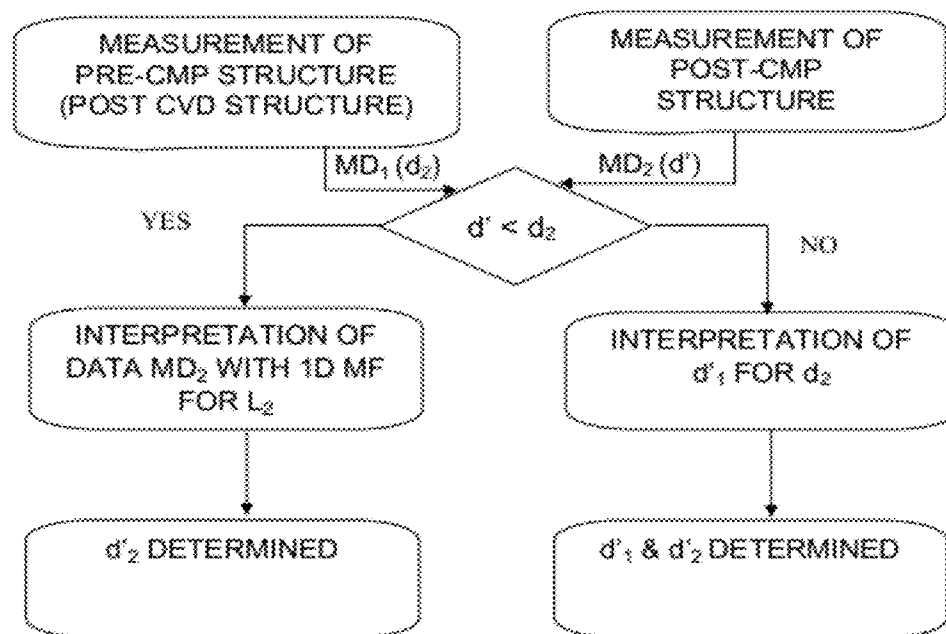 MEASUREMENT OF
PRE-CMP STRUCTURE
(POST CVD STRUCTURE)
MEASUREMENT OF
POST-CMP
STRUCTURE
MD₁ (d₂)
MD₂ (d')
YES
d' < d₂
NO
INTERPRETATION OF
DATA MD₂ WITH 1D MF
FOR L₂
INTERPRETATION OF
d'₁ FOR d₂
d'₂ DETERMINED
d'₁ & d'₂ DETERMINED